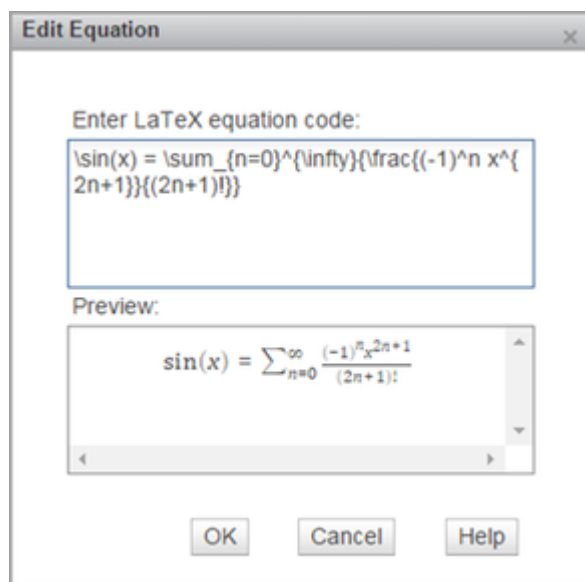 Edit Equation
Enter LaTeX equation code:
\sin(x) = \sum_{n=0}^{\infty}{\frac{(-1)^n x^{
2n+1}}{(2n+1)!}}
Preview:
sin(x) = ∑_{n=0}^{∞} (-1)^n x^{2n+1} / (2n+1)!
OK Cancel Help